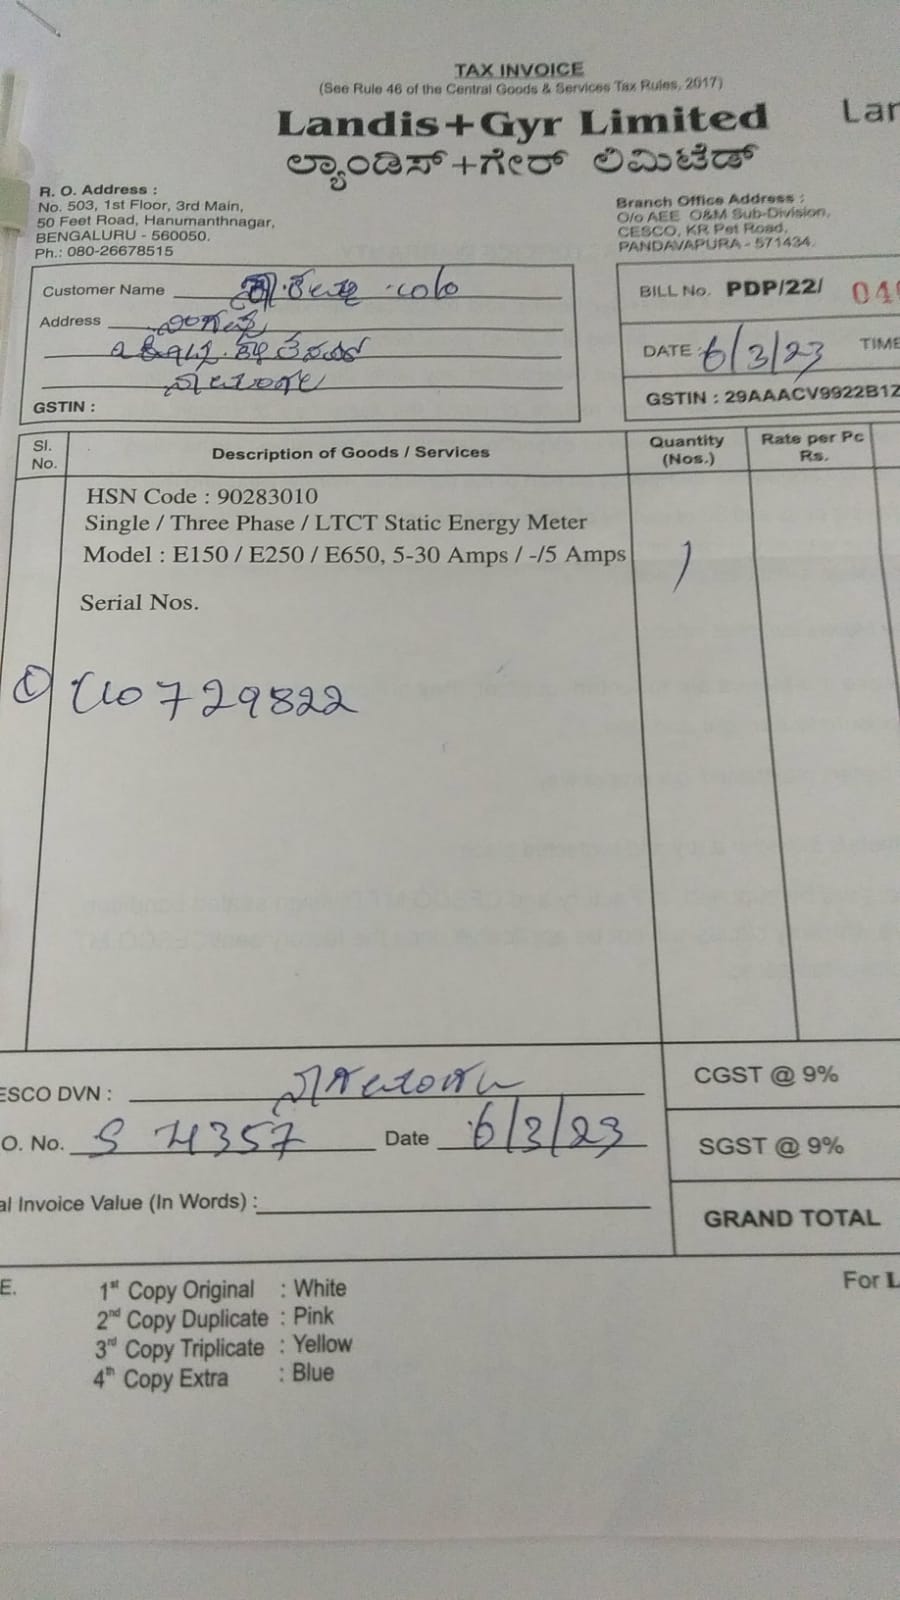 TAX INVOICE
(See Rule 46 of the Central Goods & Services Tax Rules, 2017)
Landis+Gyr Limited
ಲ್ಯಾಂಡಿಸ್+ಗೇರ್ ಲಿಮಿಟೆಡ್
R. O. Address :
No. 503, 1st Floor, 3rd Main,
50 Feet Road, Hanumanthnagar,
BENGALURU - 560050.
Ph.: 080-26678515
Branch Office Address :
O/o AEE O&M Sub-Division,
CESCO, KR Pet Road,
PANDAVAPURA - 571434.
Customer Name
Address
GSTIN :
BILL No. PDP/22/
DATE : 6/3/23 TIME
GSTIN : 29AAACV9922B1Z
Sl. No. Description of Goods / Services Quantity (Nos.) Rate per Pc Rs.
HSN Code : 90283010
Single / Three Phase / LTCT Static Energy Meter
Model : E150 / E250 / E650, 5-30 Amps / -/5 Amps 1
Serial Nos.
729822
ESCO DVN :
O. No. S 74357 Date 6/3/23
al Invoice Value (In Words) :
CGST @ 9%
SGST @ 9%
GRAND TOTAL
E.
1st Copy Original : White
2nd Copy Duplicate : Pink
3rd Copy Triplicate : Yellow
4th Copy Extra : Blue
For L